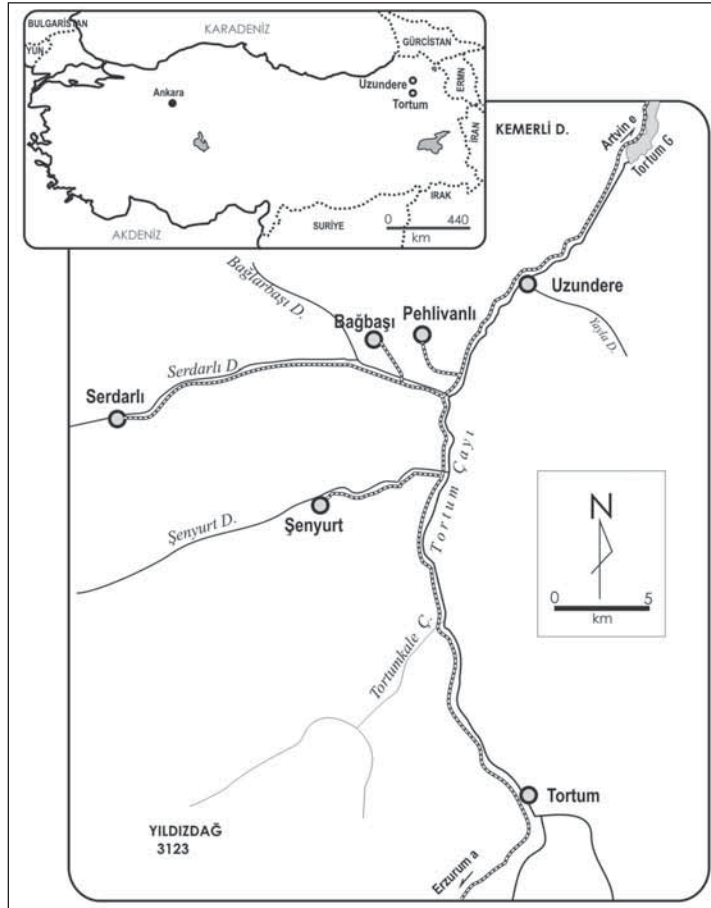 BULGARİSTAN
YUN
KARADENİZ
GÜRCİSTAN
ERMN
İRAN
Ankara
Uzundere
Tortum
AKDENİZ
SURİYE
IRAK
0 440
km
KEMERLİ D.
Artvin e
Tortum G
Bağlarbaşı D.
Bağbaşı
Pehlivanlı
Uzundere
Yayla D.
Serdarlı D
Serdarlı
Tortum Çayı
Şenyurt
Şenyurt D.
N
0 5
km
Tortumkale Ç.
Tortum
YILDIZDAĞ
3123
Erzurum a